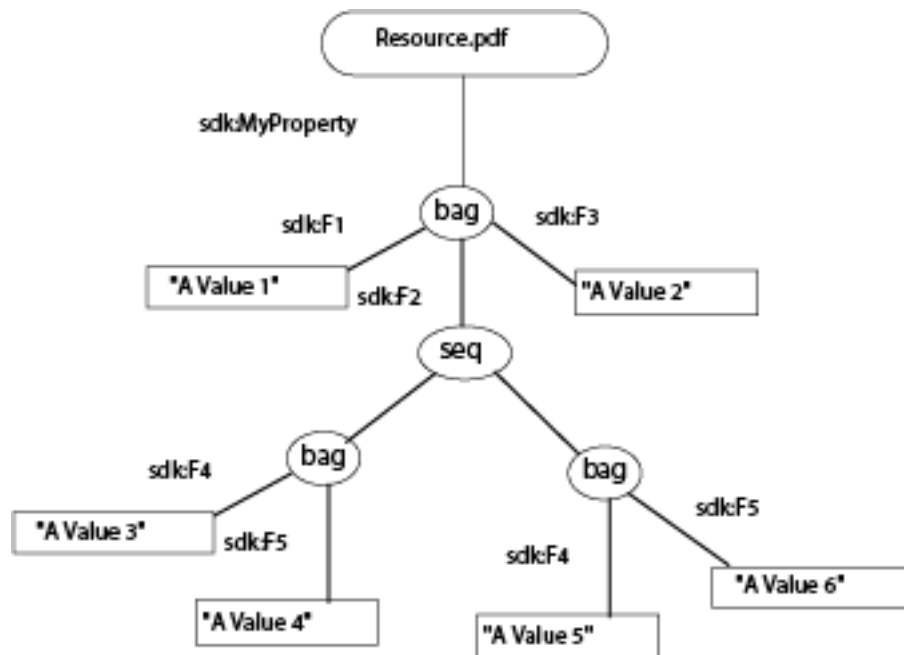 Resource.pdf
sdk:MyProperty
bag
sdk:F1
sdk:F3
"A Value 1"
sdk:F2
"A Value 2"
seq
bag
bag
sdk:F4
sdk:F5
"A Value 3"
sdk:F5
sdk:F4
"A Value 6"
"A Value 4"
"A Value 5"